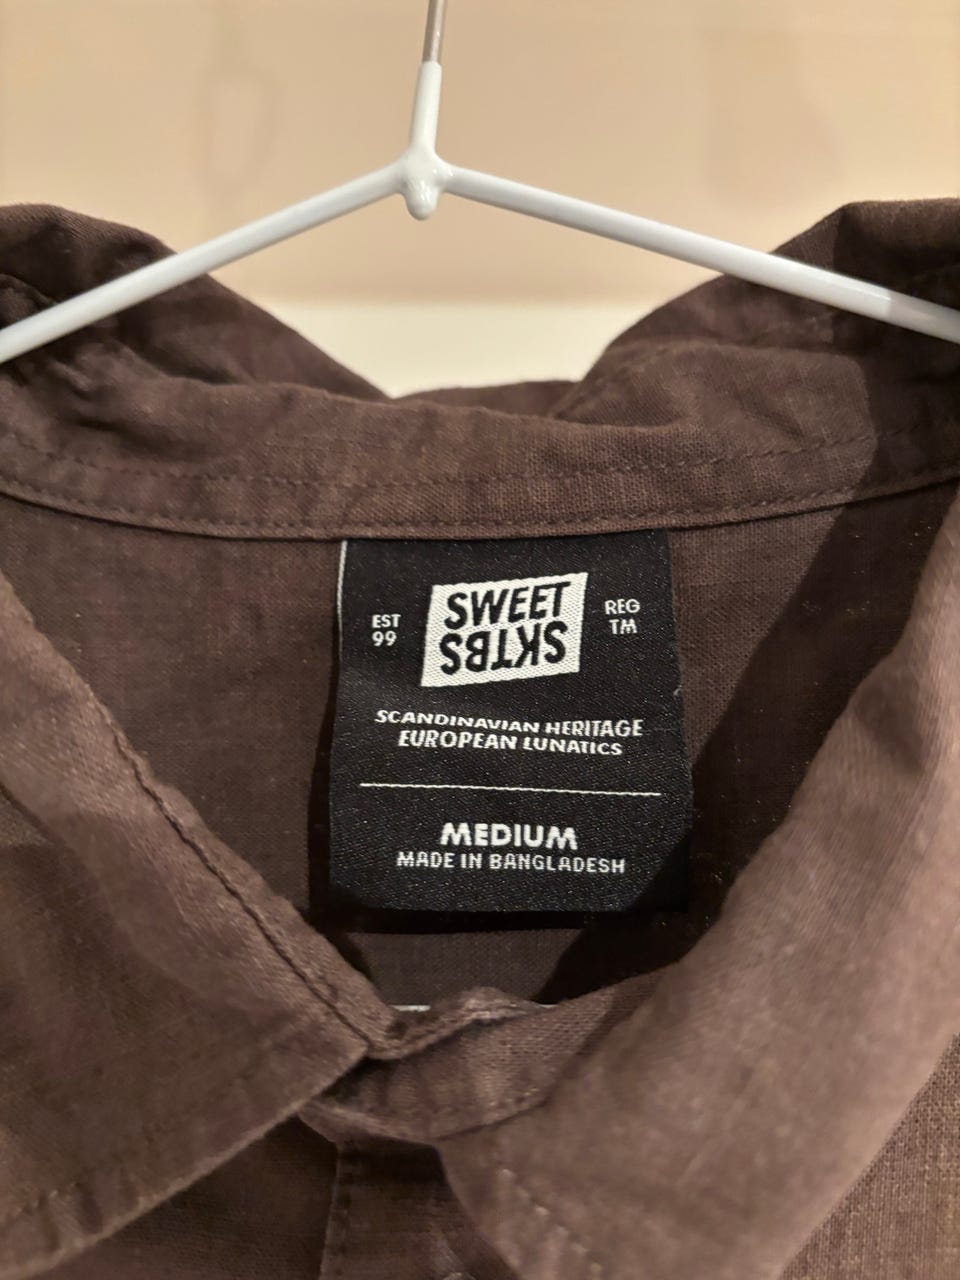 EST
99
SWEET
SKTBS
REG
TM
SCANDINAVIAN HERITAGE
EUROPEAN LUNATICS
MEDIUM
MADE IN BANGLADESH